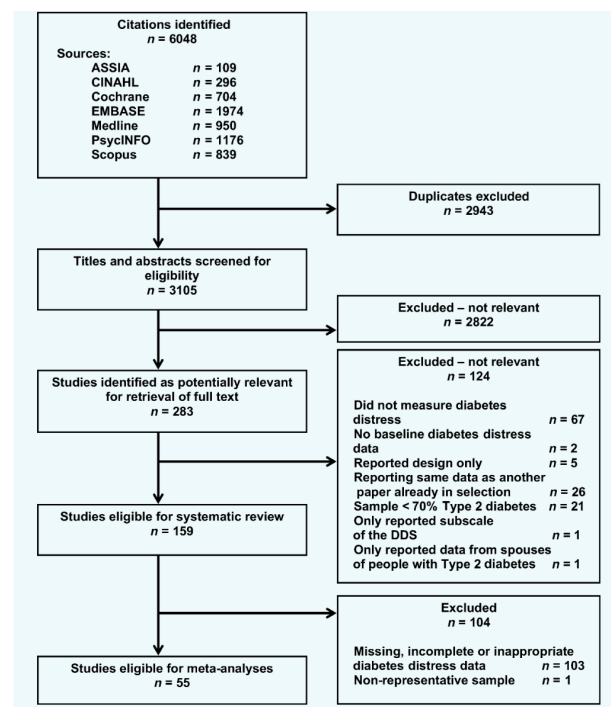 Citations identified
n = 6048
Sources:
ASSIA n = 109
CINAHL n = 296
Cochrane n = 704
EMBASE n = 1974
Medline n = 950
PsycINFO n = 1176
Scopus n = 839
Duplicates excluded
n = 2943
Titles and abstracts screened for
eligibility
n = 3105
Excluded – not relevant
n = 2822
Studies identified as potentially relevant
for retrieval of full text
n = 283
Excluded – not relevant
n = 124
Did not measure diabetes
distress n = 67
No baseline diabetes distress
data n = 2
Reported design only n = 5
Reporting same data as another
paper already in selection n = 26
Sample < 70% Type 2 diabetes n = 21
Only reported subscale
of the DDS n = 1
Only reported data from spouses
of people with Type 2 diabetes n = 1
Studies eligible for systematic review
n = 159
Excluded
n = 104
Missing, incomplete or inappropriate
diabetes distress data n = 103
Non-representative sample n = 1
Studies eligible for meta-analyses
n = 55